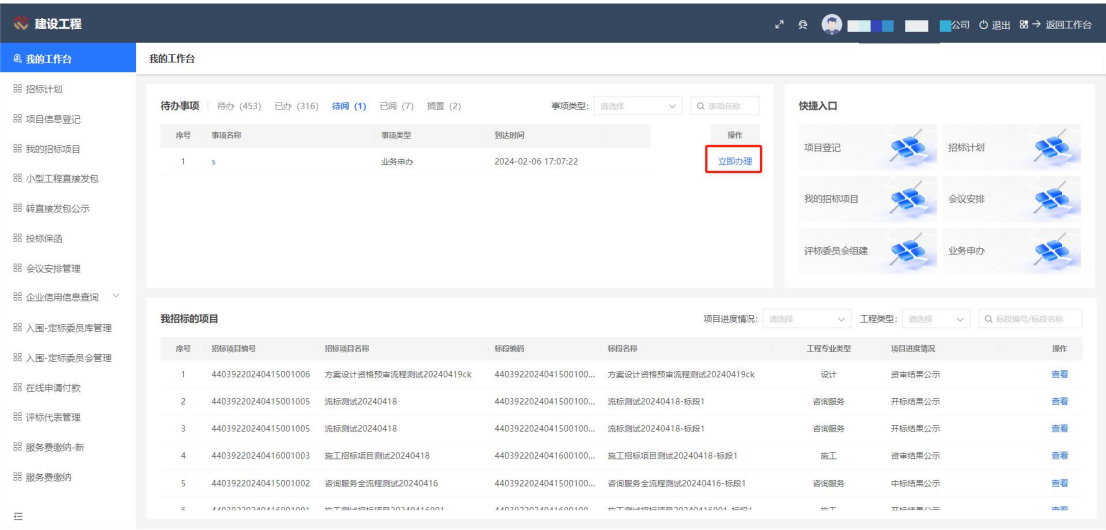 建设工程
公司 退出 返回工作台
我的工作台
招标计划
项目信息登记
我的招标项目
小型工程直接发包
转直接发包公示
投标保函
会议安排管理
企业信用信息查询
入围-定标委员库管理
入围-定标委员会管理
在线申请付款
评标代表管理
服务费缴纳-新
服务费缴纳
我的工作台
待办事项 待办 (453) 已办 (316) 待阅 (1) 已阅 (7) 搁置 (2) 事项类型: 请选择 事项名称
序号 事项名称 事项类型 到达时间 操作
1 s 业务申办 2024-02-06 17:07:22 立即办理
快捷入口
项目登记 招标计划
我的招标项目 会议安排
评标委员会组建 业务申办
我招标的项目 项目进度情况: 请选择 工程类型: 请选择 标段编号/标段名称
序号 招标项目编号 招标项目名称 标段编码 标段名称 工程专业类型 项目进度情况 操作
1 44039220240415001006 方案设计资格预审流程测试20240419ck 440392202404150010​0... 方案设计资格预审流程测试20240419ck 设计 资审结果公示 查看
2 44039220240415001005 流标测试20240418 4403922024041500100... 流标测试20240418-标段1 咨询服务 开标结果公示 查看
3 44039220240415001005 流标测试20240418 4403922024041500100... 流标测试20240418-标段1 咨询服务 开标结果公示 查看
4 44039220240416001003 施工招标项目测试20240418 4403922024041600100... 施工招标项目测试20240418-标段1 施工 资审结果公示 查看
5 44039220240415001002 咨询服务全流程测试20240416 4403922024041500100... 咨询服务全流程测试20240416-标段1 咨询服务 中标结果公示 查看